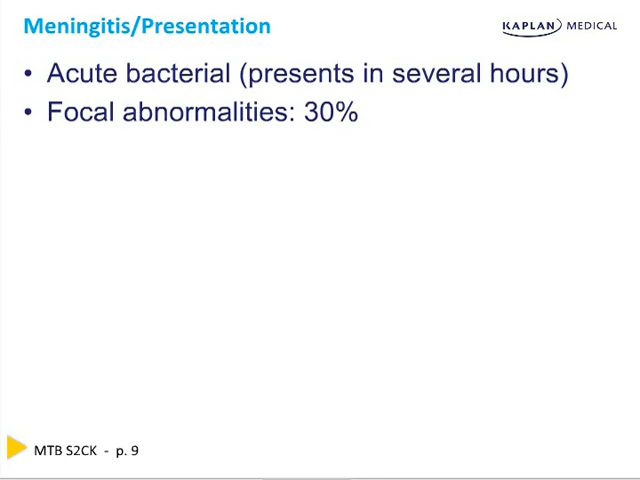 Meningitis/Presentation
KAPLAN MEDICAL
• Acute bacterial (presents in several hours)
• Focal abnormalities: 30%
MTB S2CK - p. 9